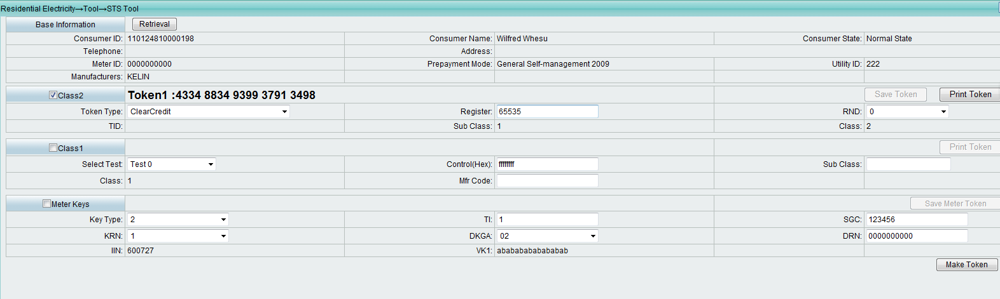 Residential Electricity→Tool→STS Tool
Base Information Retrieval
Consumer ID: 110124810000198 Consumer Name: Wilfred Whesu Consumer State: Normal State
Telephone: Address:
Meter ID: 0000000000 Prepayment Mode: General Self-management 2009 Utility ID: 222
Manufacturers: KELIN
Class2 Token1 :4334 8834 9399 3791 3498 Save Token Print Token
Token Type: ClearCredit Register: 65535 RND: 0
TID: Sub Class: 1 Class: 2
Class1 Print Token
Select Test: Test 0 Control(Hex): ffffffff Sub Class:
Class: 1 Mfr Code:
Meter Keys Save Meter Token
Key Type: 2 TI: 1 SGC: 123456
KRN: 1 DKGA: 02 DRN: 0000000000
IIN: 600727 VK1: abababababababab
Make Token